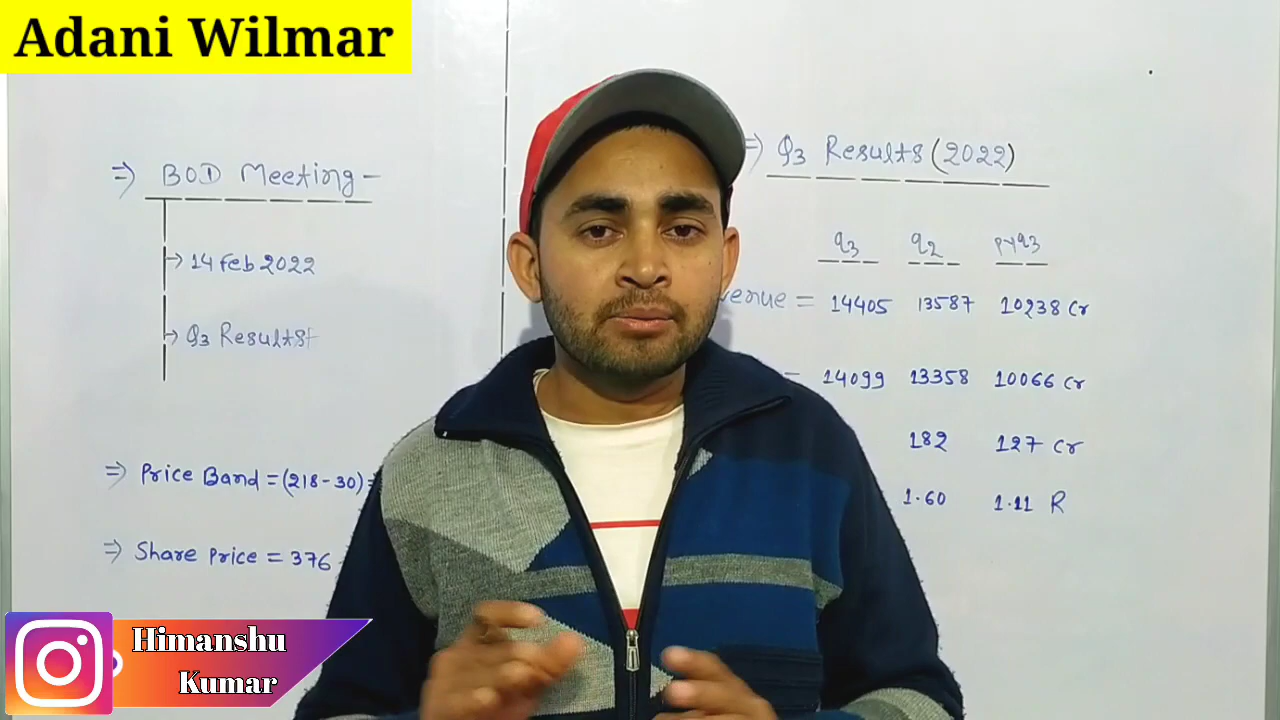 Adani Wilmar
=> BOD Meeting -
-> 14 Feb 2022
-> Q3 Results
=> Price Band = (218 - 30)
=> Share Price = 376
=> Q3 Results (2022)
q3 q2 PYq3
venue = 14405 13587 10238 Cr
- 14099 13358 10066 Cr
182 127 Cr
1.60 1.11 R
Himanshu
Kumar